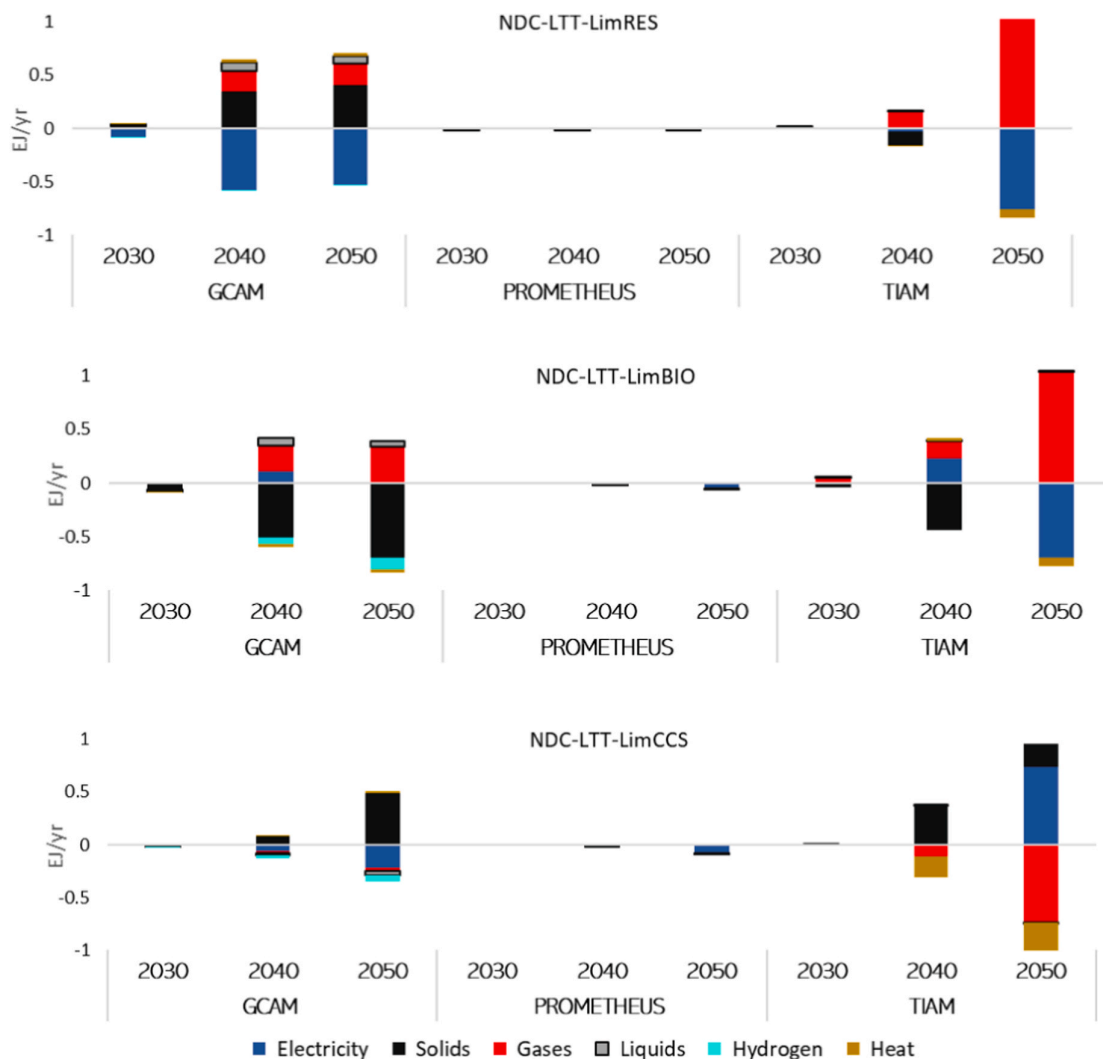 NDC-LTT-LimRES
EJ/yr
1
0.5
0
-0.5
-1
2030 2040 2050 2030 2040 2050 2030 2040 2050
GCAM PROMETHEUS TIAM
NDC-LTT-LimBIO
EJ/yr
1
0.5
0
-0.5
-1
2030 2040 2050 2030 2040 2050 2030 2040 2050
GCAM PROMETHEUS TIAM
NDC-LTT-LimCCS
EJ/yr
1
0.5
0
-0.5
-1
2030 2040 2050 2030 2040 2050 2030 2040 2050
GCAM PROMETHEUS TIAM
Electricity Solids Gases Liquids Hydrogen Heat